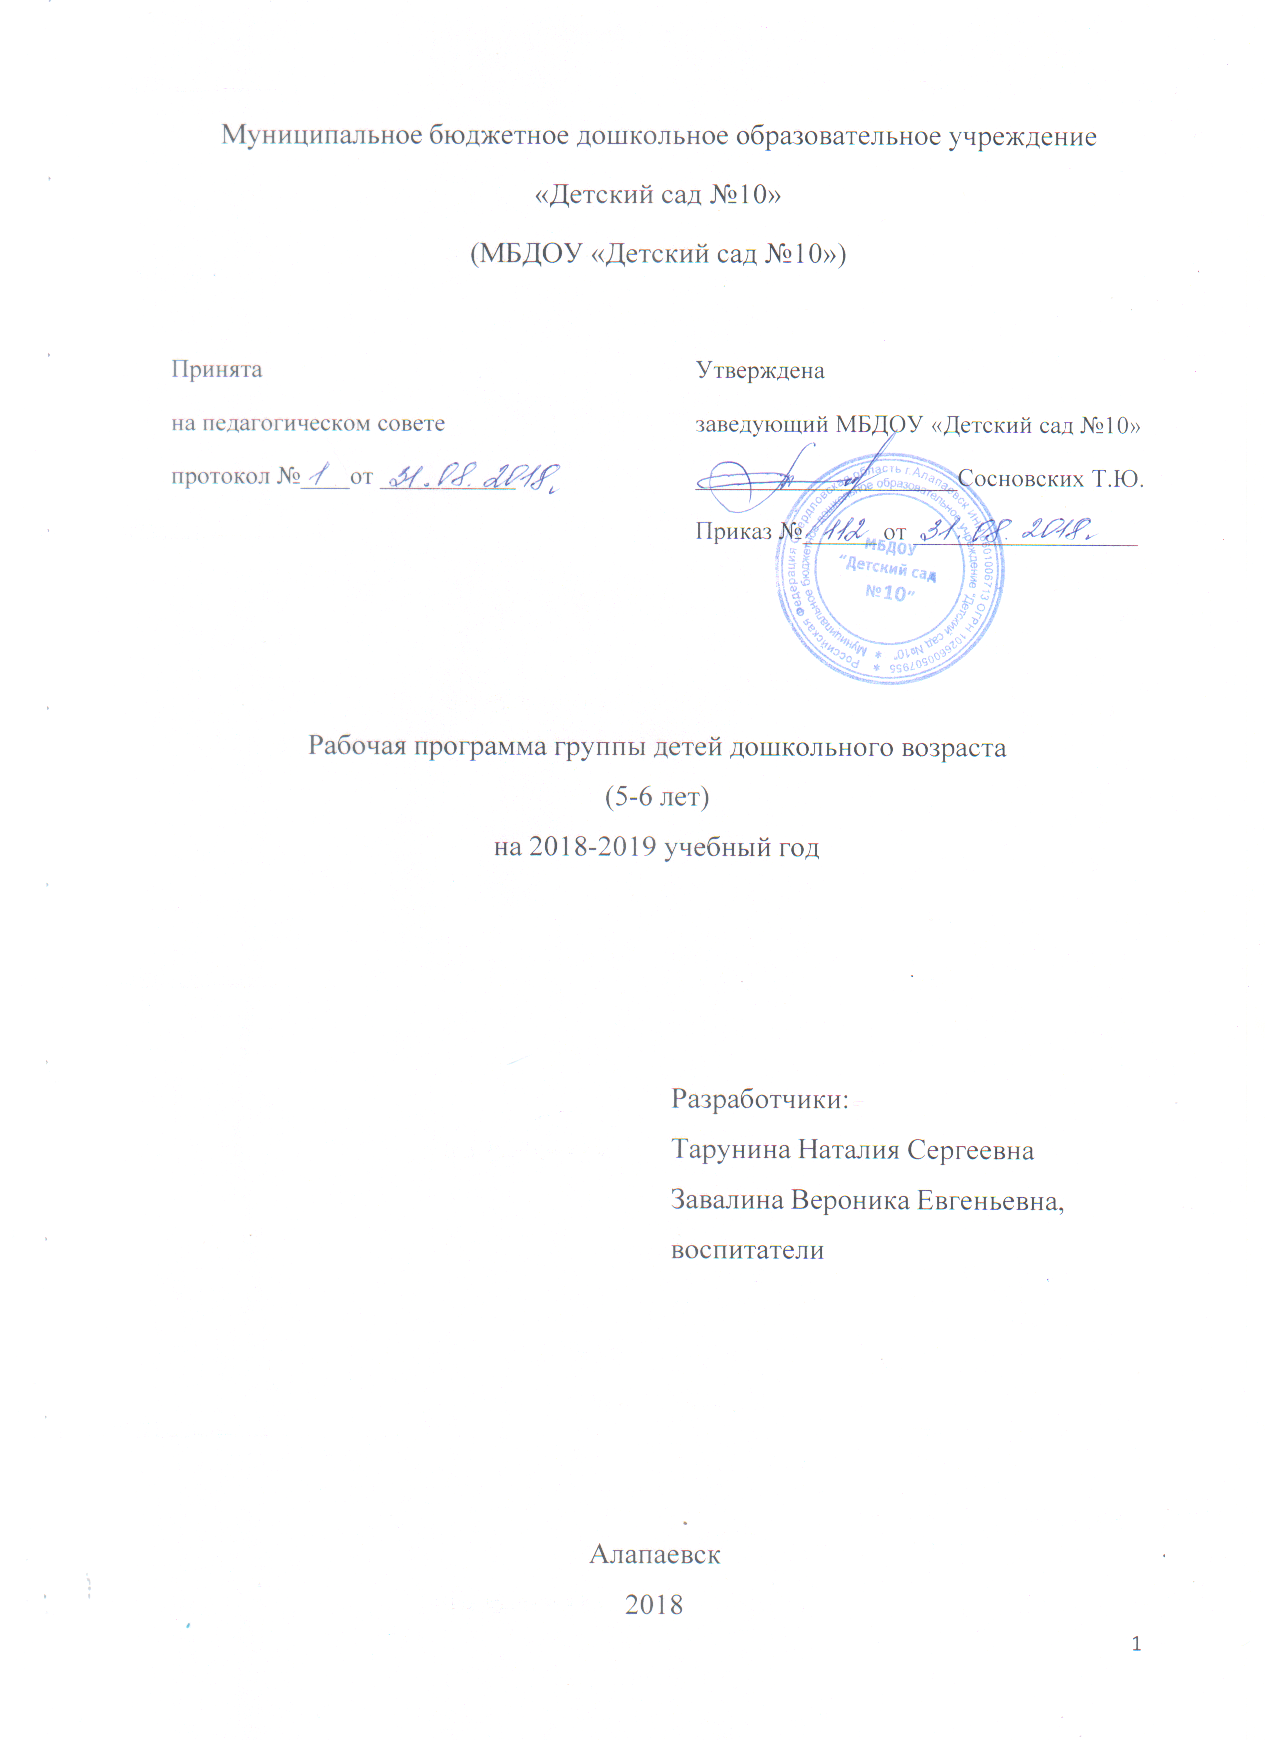 Муниципальное бюджетное дошкольное образовательное учреждение
«Детский сад №10»
(МБДОУ «Детский сад №10»)
Принята
на педагогическом совете
протокол № 1 от 31.08.2018.
Утверждена
заведующий МБДОУ «Детский сад №10»
Сосновских Т.Ю.
Приказ № 112 от 31.08.2018.
МБДОУ
"Детский сад
№10"
Рабочая программа группы детей дошкольного возраста
(5-6 лет)
на 2018-2019 учебный год
Разработчики:
Тарунина Наталия Сергеевна
Завалина Вероника Евгеньевна,
воспитатели
Алапаевск
2018
1